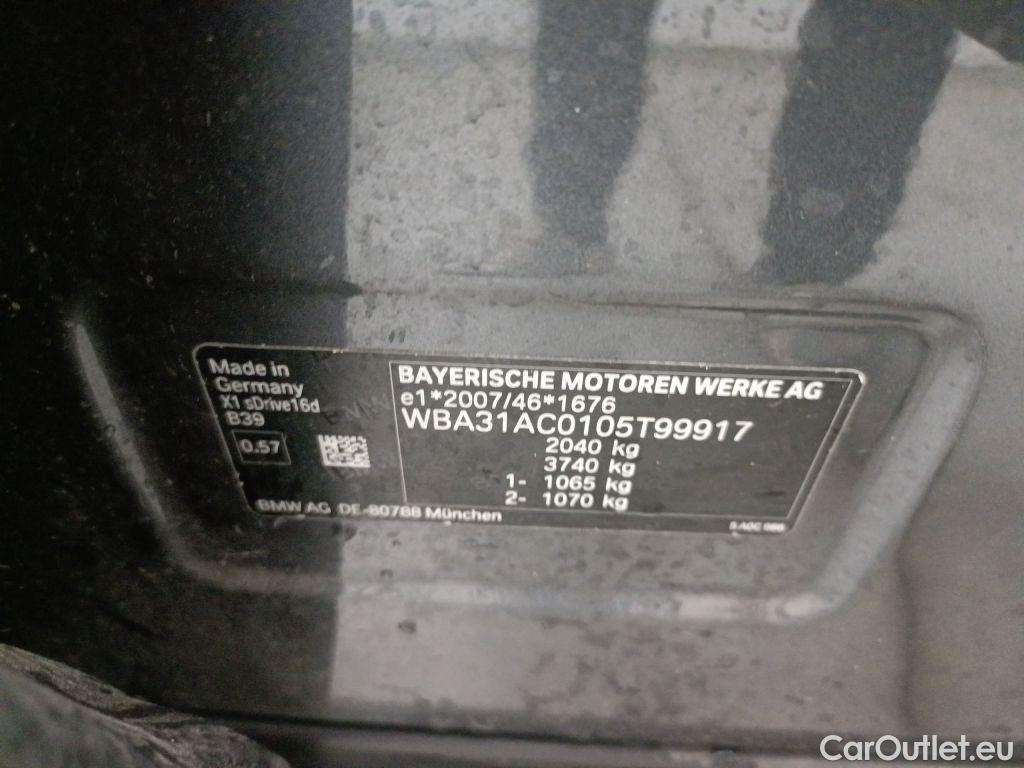 Made in
Germany
X1 sDrive16d
B39
0.57
BAYERISCHE MOTOREN WERKE AG
e1*2007/46*1676
WBA31AC0105T99917
2040 kg
3740 kg
1- 1065 kg
2- 1070 kg
BMW AG DE-80788 München
CarOutlet.eu